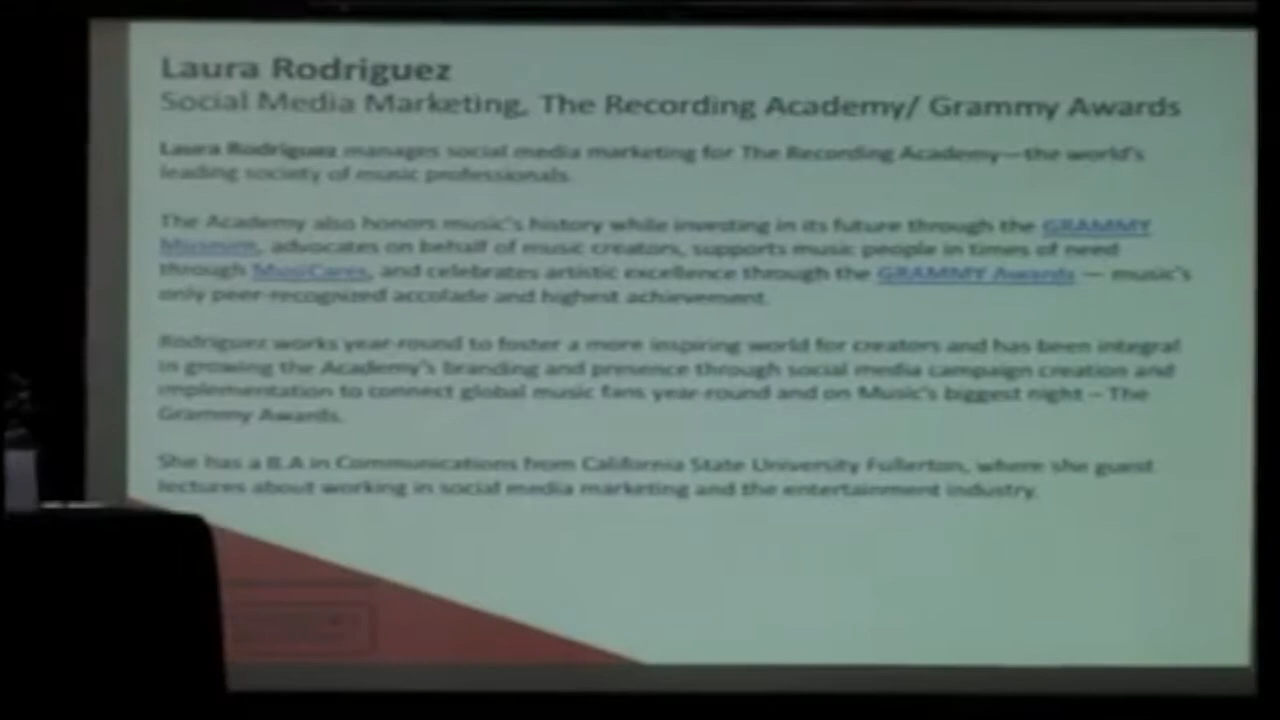 Laura Rodriguez
Social Media Marketing, The Recording Academy/ Grammy Awards
Laura Rodriguez manages social media marketing for The Recording Academy—the world's
leading society of music professionals.
The Academy also honors music's history while investing in its future through the GRAMMY
Museum, advocates on behalf of music creators, supports music people in times of need
through MusiCares, and celebrates artistic excellence through the GRAMMY Awards — music's
only peer-recognized accolade and highest achievement.
Rodriguez works year-round to foster a more inspiring world for creators and has been integral
in growing the Academy's branding and presence through social media campaign creation and
implementation to connect global music fans year-round and on Music's biggest night – The
Grammy Awards.
She has a B.A in Communications from California State University Fullerton, where she guest
lectures about working in social media marketing and the entertainment industry.